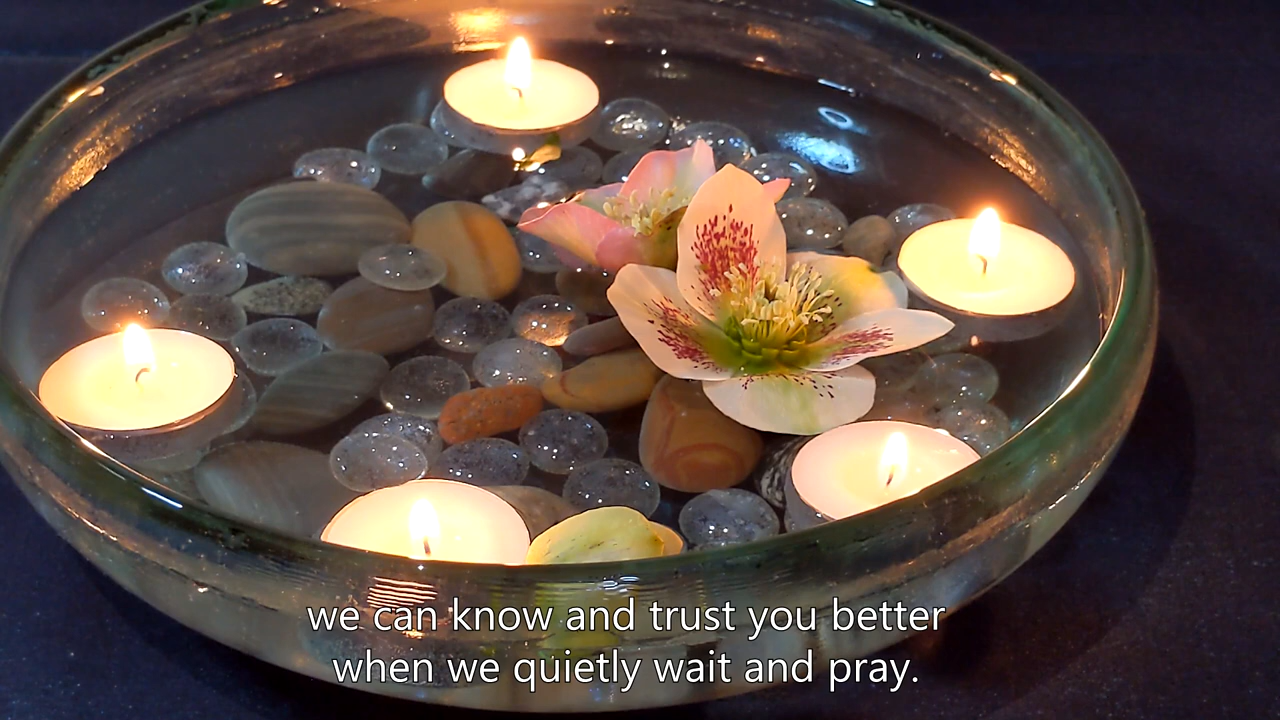 we can know and trust you better
when we quietly wait and pray.